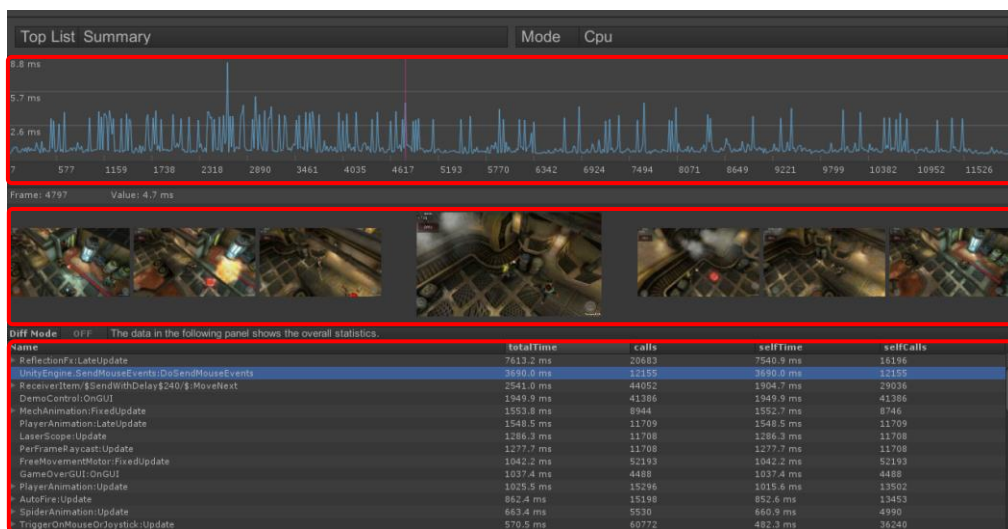 Top List Summary Mode Cpu
8.8 ms
5.7 ms
2.6 ms
7 577 1159 1738 2318 2890 3461 4035 4617 5193 5770 6342 6924 7494 8071 8649 9221 9799 10382 10952 11526
Frame: 4797 Value: 4.7 ms
Diff Mode OFF The data in the following panel shows the overall statistics.
Name totalTime calls selfTime selfCalls
ReflectionFx:LateUpdate 7613.2 ms 20683 7540.9 ms 16196
UnityEngine.SendMouseEvents:DoSendMouseEvents 3690.0 ms 12155 3690.0 ms 12155
ReceiverItem/$SendWithDelay$240/$:MoveNext 2541.0 ms 44052 1904.7 ms 29036
DemoControl:OnGUI 1949.9 ms 41386 1949.9 ms 41386
MechAnimation:FixedUpdate 1553.8 ms 8944 1552.7 ms 8746
PlayerAnimation:LateUpdate 1548.5 ms 11709 1548.5 ms 11709
LaserScope:Update 1286.3 ms 11708 1286.3 ms 11708
PerFrameRaycast:Update 1277.7 ms 11708 1277.7 ms 11708
FreeMovementMotor:FixedUpdate 1042.2 ms 52193 1042.2 ms 52193
GameOverGUI:OnGUI 1037.4 ms 4488 1037.4 ms 4488
PlayerAnimation:Update 1025.5 ms 15296 1015.6 ms 13502
AutoFire:Update 862.4 ms 15198 852.6 ms 13453
SpiderAnimation:Update 663.4 ms 5530 660.9 ms 4990
TriggerOnMouseOrJoystick:Update 570.5 ms 60772 482.3 ms 36240